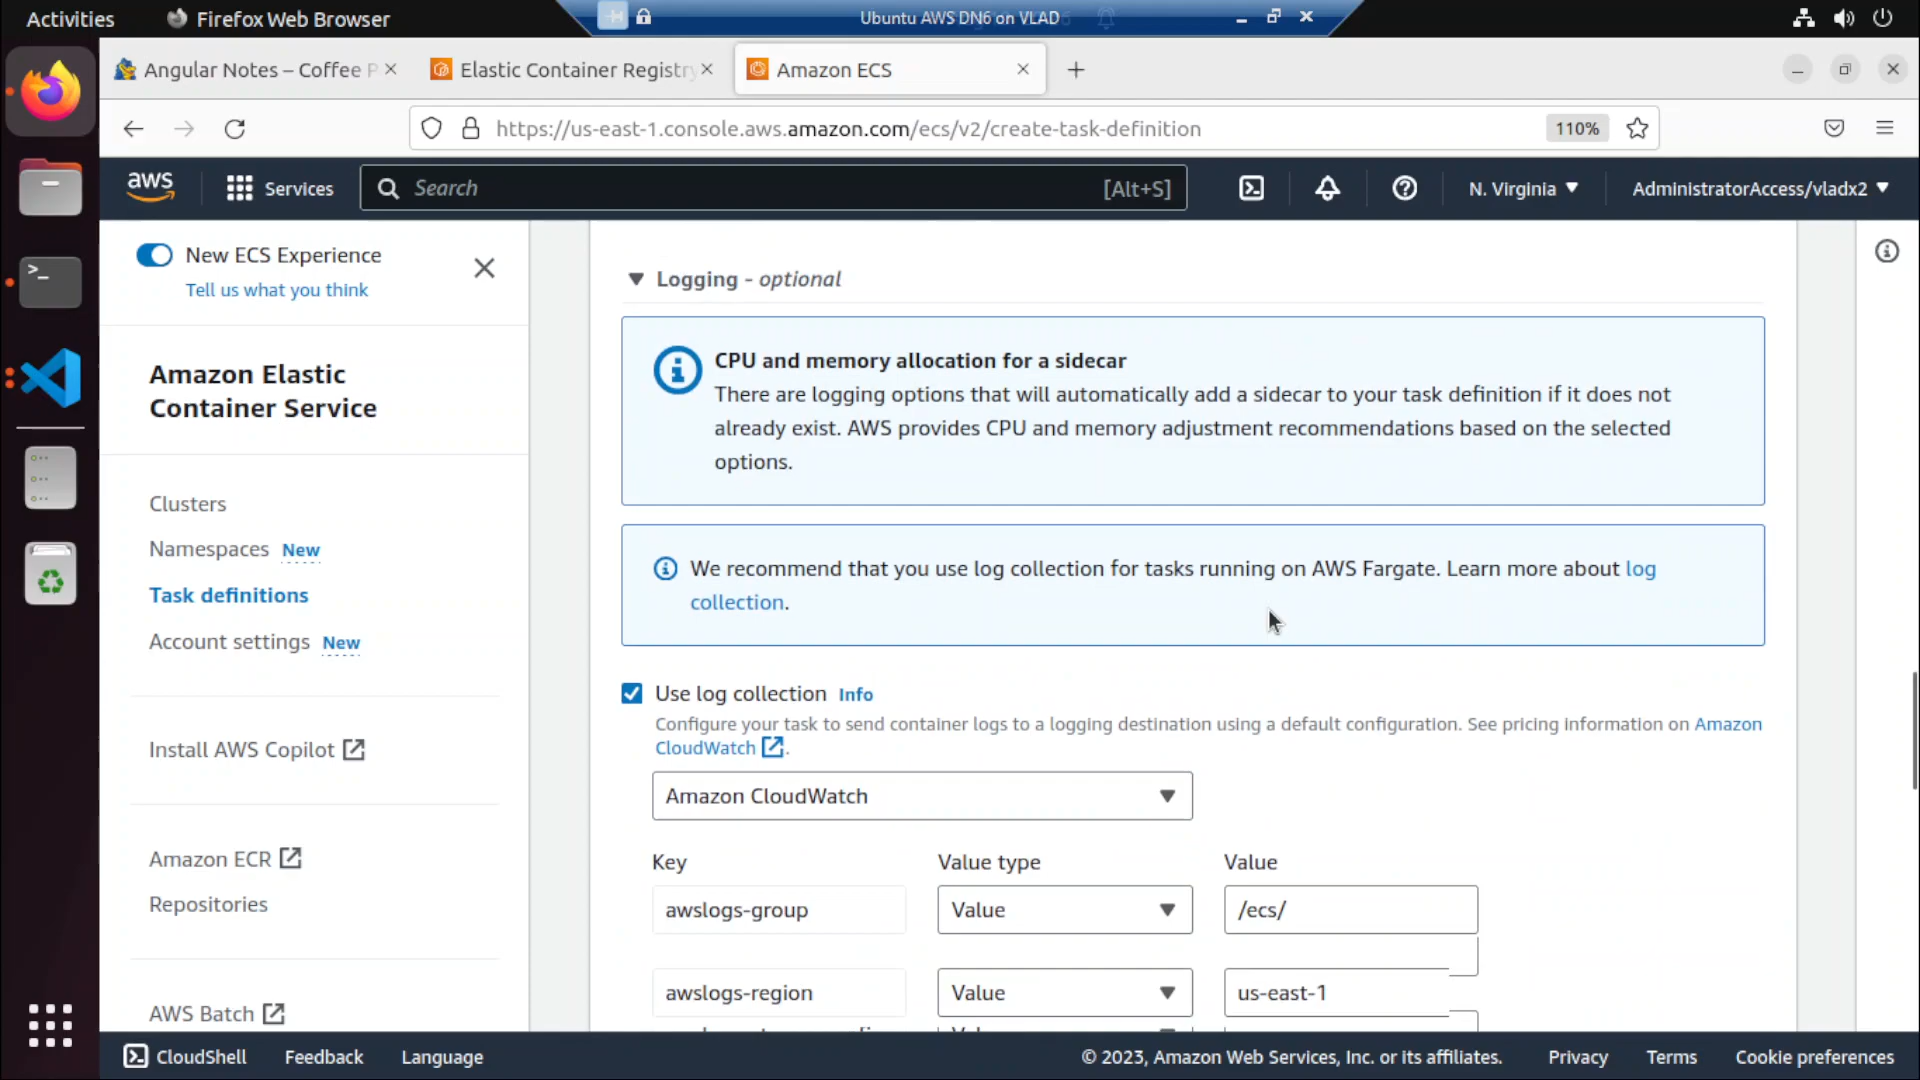 Activities
Firefox Web Browser
Ubuntu AWS DN6 on VLAD
Angular Notes – Coffee P
Elastic Container Registry
Amazon ECS
https://us-east-1.console.aws.amazon.com/ecs/v2/create-task-definition
110%
aws
Services
Search
[Alt+S]
N. Virginia
AdministratorAccess/vladx2
New ECS Experience
Tell us what you think
Amazon Elastic
Container Service
Clusters
Namespaces New
Task definitions
Account settings New
Install AWS Copilot
Amazon ECR
Repositories
AWS Batch
Logging - optional
CPU and memory allocation for a sidecar
There are logging options that will automatically add a sidecar to your task definition if it does not
already exist. AWS provides CPU and memory adjustment recommendations based on the selected
options.
We recommend that you use log collection for tasks running on AWS Fargate. Learn more about log
collection.
Use log collection Info
Configure your task to send container logs to a logging destination using a default configuration. See pricing information on Amazon
CloudWatch .
Amazon CloudWatch
Key Value type Value
awslogs-group Value /ecs/
awslogs-region Value us-east-1
CloudShell
Feedback
Language
© 2023, Amazon Web Services, Inc. or its affiliates.
Privacy
Terms
Cookie preferences